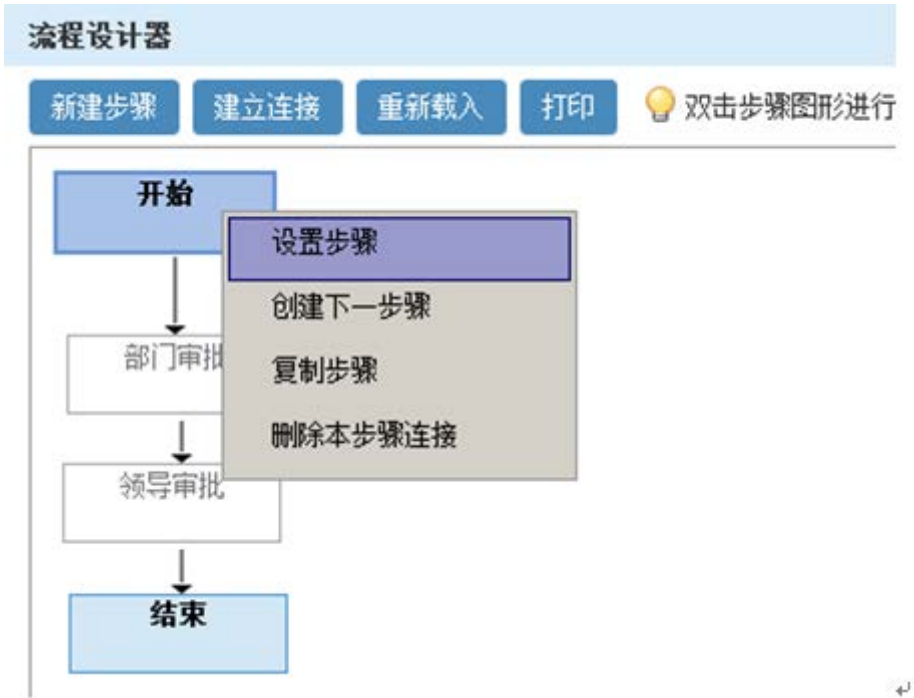 流程设计器
新建步骤 建立连接 重新载入 打印 双击步骤图形进行
开始
设置步骤
创建下一步骤
部门审批
复制步骤
删除本步骤连接
领导审批
结束